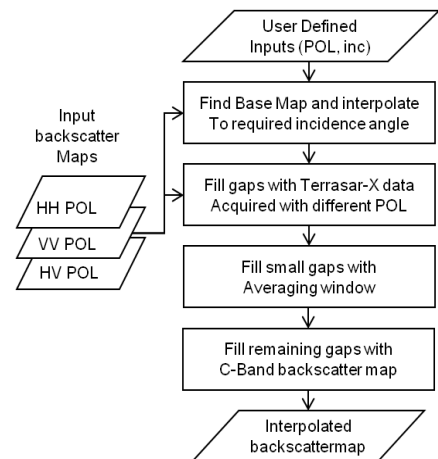 User Defined
Inputs (POL, inc)
Find Base Map and interpolate
To required incidence angle
Input
backscatter
Maps
HH POL
VV POL
HV POL
Fill gaps with Terrasar-X data
Acquired with different POL
Fill small gaps with
Averaging window
Fill remaining gaps with
C-Band backscatter map
Interpolated
backscattermap